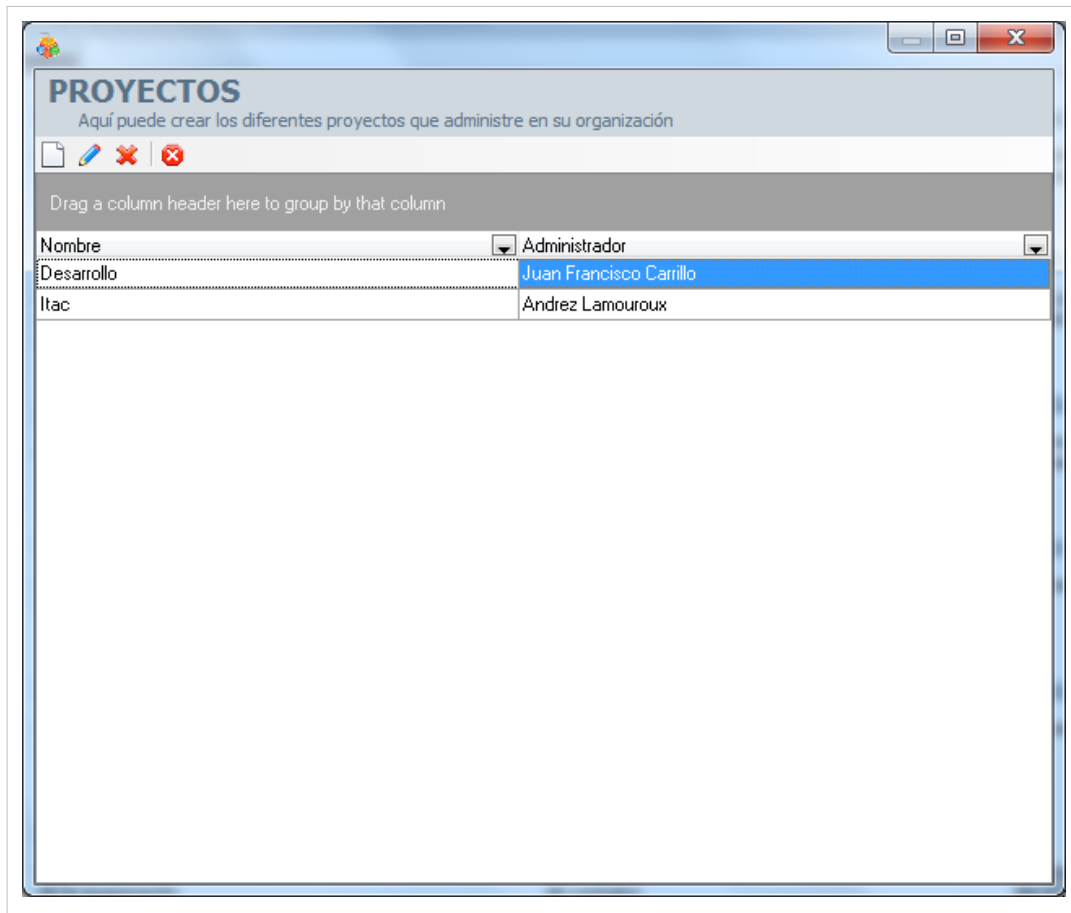 PROYECTOS
Aquí puede crear los diferentes proyectos que administre en su organización
Drag a column header here to group by that column
Nombre Administrador
Desarrollo Juan Francisco Carrillo
Itac Andrez Lamouroux